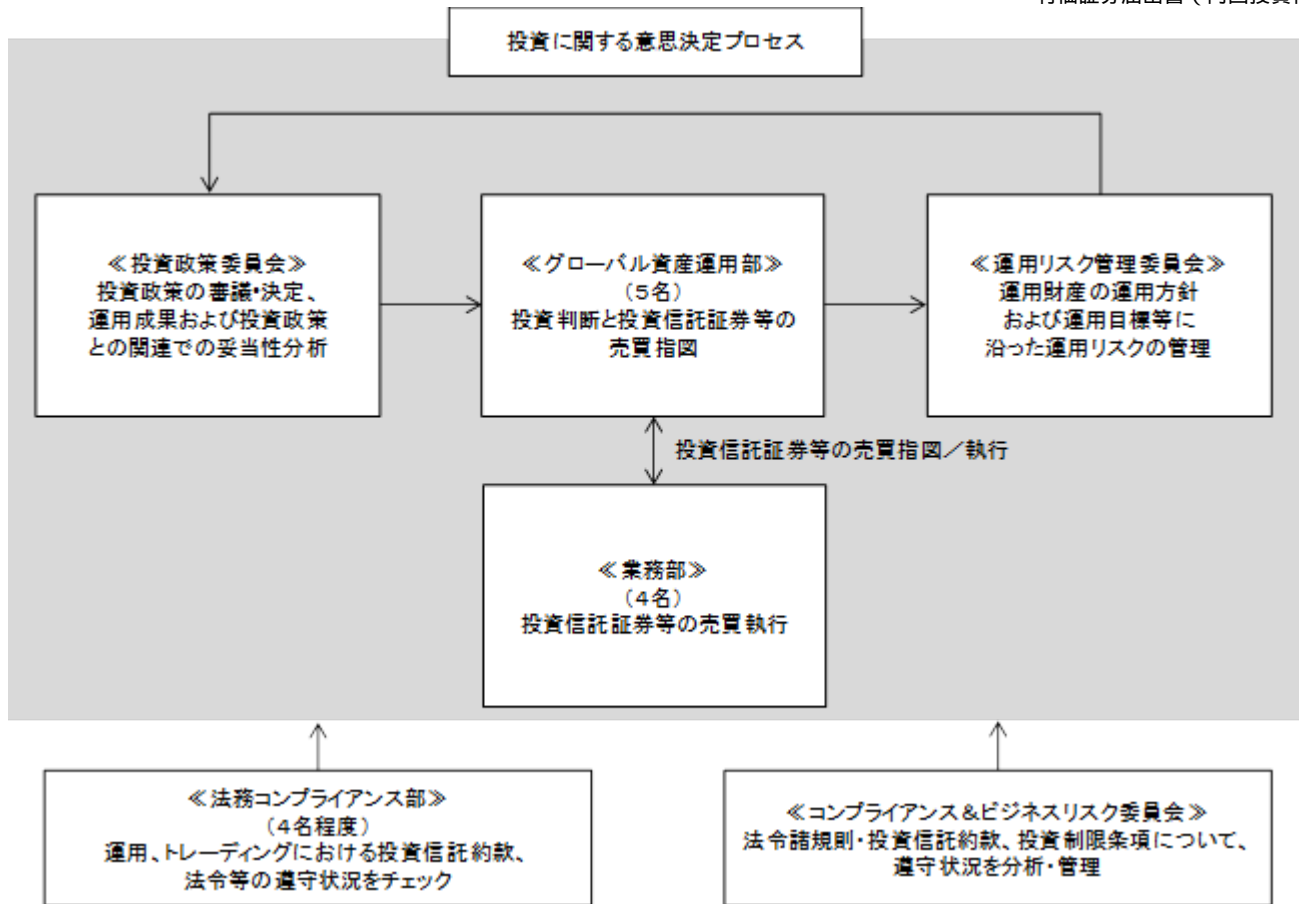 投資に関する意思決定プロセス
≪投資政策委員会≫
投資政策の審議・決定、
運用成果および投資政策
との関連での妥当性分析
≪グローバル資産運用部≫
(5名)
投資判断と投資信託証券等の
売買指図
≪運用リスク管理委員会≫
運用財産の運用方針
および運用目標等に
沿った運用リスクの管理
投資信託証券等の売買指図/執行
≪業務部≫
(4名)
投資信託証券等の売買執行
≪法務コンプライアンス部≫
(4名程度)
運用、トレーディングにおける投資信託約款、
法令等の遵守状況をチェック
≪コンプライアンス&ビジネスリスク委員会≫
法令諸規則・投資信託約款、投資制限条項について、
遵守状況を分析・管理